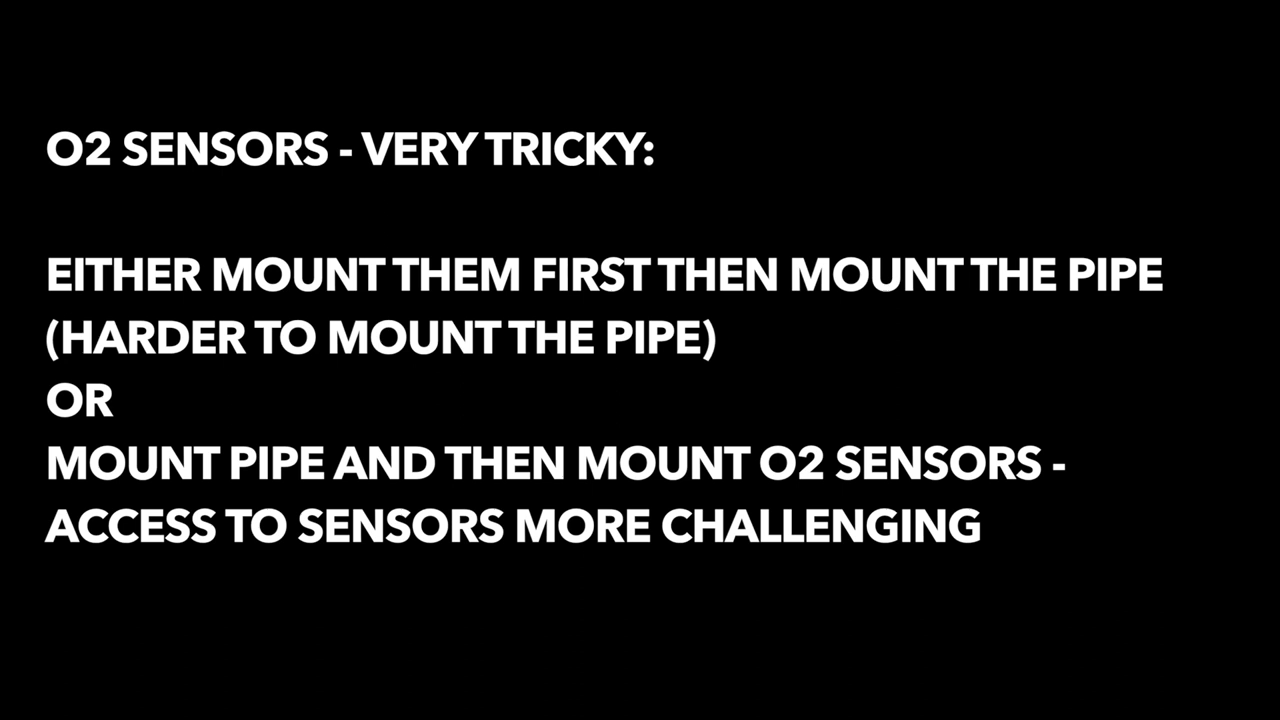 O2 SENSORS - VERY TRICKY:
EITHER MOUNT THEM FIRST THEN MOUNT THE PIPE
(HARDER TO MOUNT THE PIPE)
OR
MOUNT PIPE AND THEN MOUNT O2 SENSORS -
ACCESS TO SENSORS MORE CHALLENGING